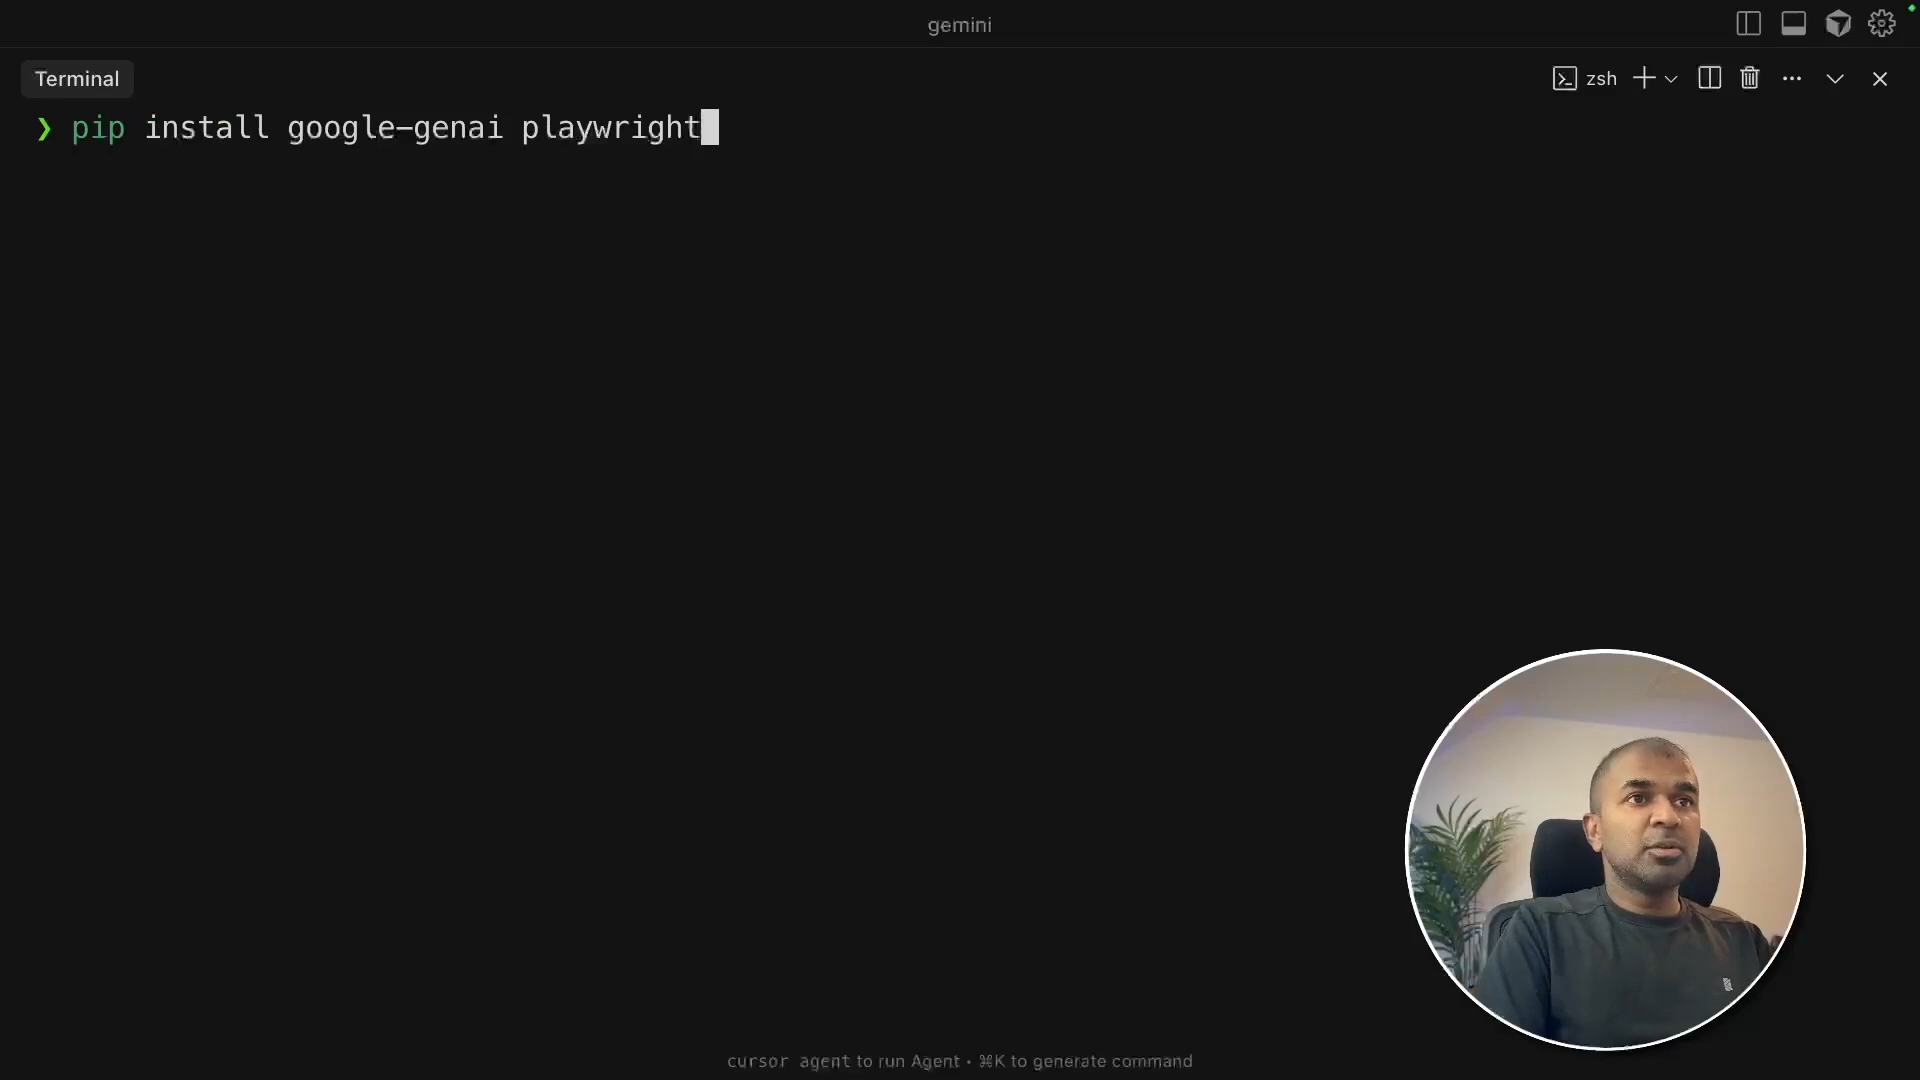 gemini
Terminal
zsh
❯ pip install google-genai playwright
cursor agent to run Agent • ⌘K to generate command